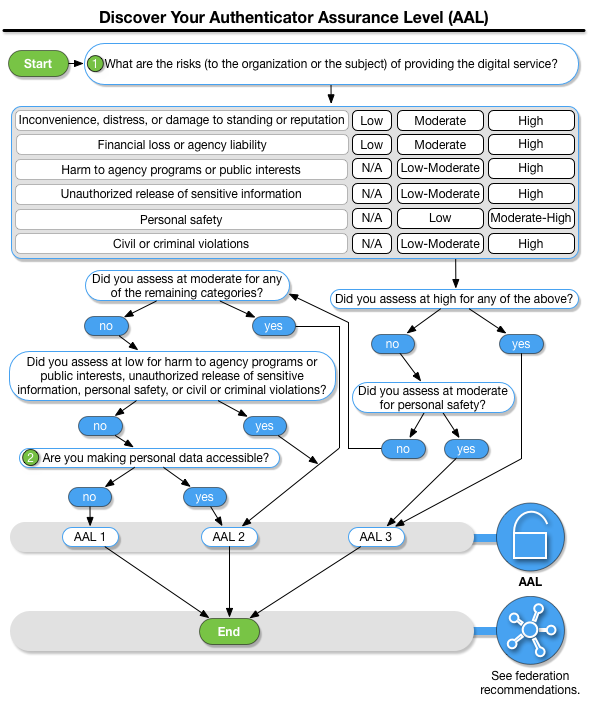 Discover Your Authenticator Assurance Level (AAL)
Start
1 What are the risks (to the organization or the subject) of providing the digital service?
Inconvenience, distress, or damage to standing or reputation Low Moderate High
Financial loss or agency liability Low Moderate High
Harm to agency programs or public interests N/A Low-Moderate High
Unauthorized release of sensitive information N/A Low-Moderate High
Personal safety N/A Low Moderate-High
Civil or criminal violations N/A Low-Moderate High
Did you assess at high for any of the above?
no yes
Did you assess at moderate
for personal safety?
no yes
Did you assess at moderate for any
of the remaining categories?
no yes
Did you assess at low for harm to agency programs or
public interests, unauthorized release of sensitive
information, personal safety, or civil or criminal violations?
no yes
2 Are you making personal data accessible?
no yes
AAL 1 AAL 2 AAL 3
AAL
End
See federation
recommendations.